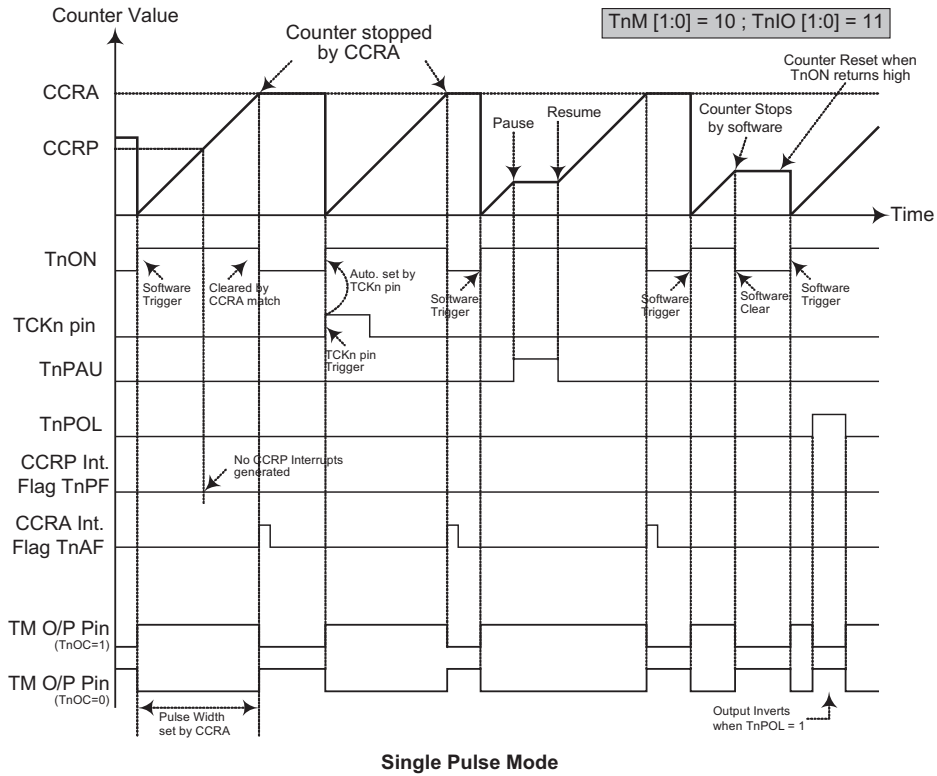 Counter Value
TnM [1:0] = 10 ; TnIO [1:0] = 11
Counter stopped
by CCRA
Counter Reset when
TnON returns high
CCRA
Pause
Resume
Counter Stops
by software
CCRP
Time
TnON
Software
Trigger
Cleared by
CCRA match
Auto. set by
TCKn pin
Software
Trigger
Software
Trigger
Software
Clear
Software
Trigger
TCKn pin
TCKn pin
Trigger
TnPAU
TnPOL
CCRP Int.
Flag TnPF
No CCRP Interrupts
generated
CCRA Int.
Flag TnAF
TM O/P Pin
(TnOC=1)
TM O/P Pin
(TnOC=0)
Pulse Width
set by CCRA
Output Inverts
when TnPOL = 1
Single Pulse Mode